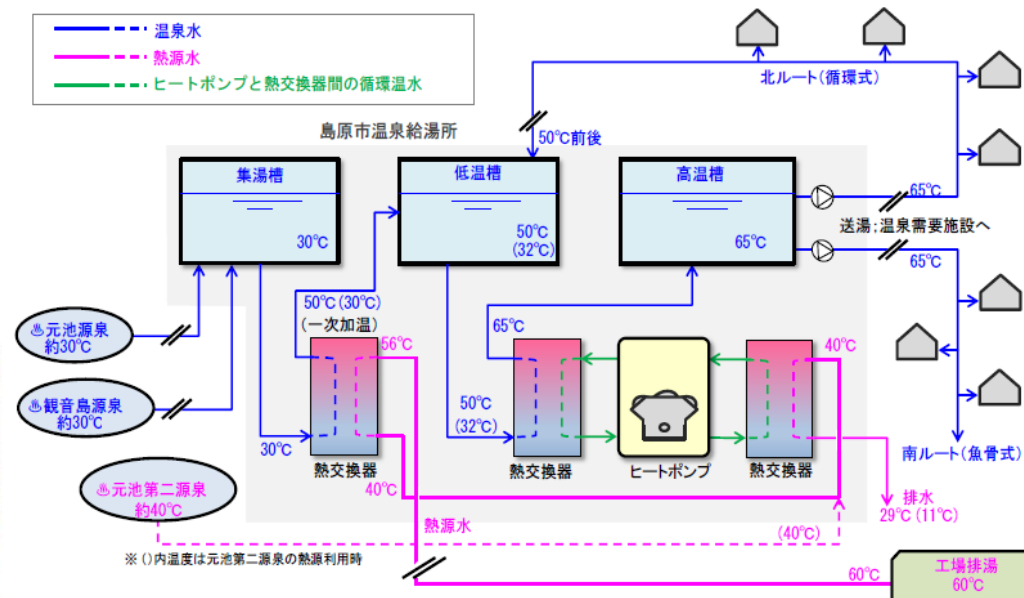 温泉水
熱源水
ヒートポンプと熱交換器間の循環温水
北ルート(循環式)
島原市温泉給湯所
50℃前後
集湯槽
30℃
低温槽
50℃
(32℃)
高温槽
65℃
65℃
送湯;温泉需要施設へ
65℃
♨元池源泉
約30℃
♨観音島源泉
約30℃
♨元池第二源泉
約40℃
50℃(30℃)
(一次加温)
56℃
30℃
熱交換器
40℃
65℃
50℃
(32℃)
熱交換器
ヒートポンプ
熱交換器
40℃
南ルート(魚骨式)
排水
29℃(11℃)
熱源水
(40℃)
※()内温度は元池第二源泉の熱源利用時
60℃
工場排湯
60℃